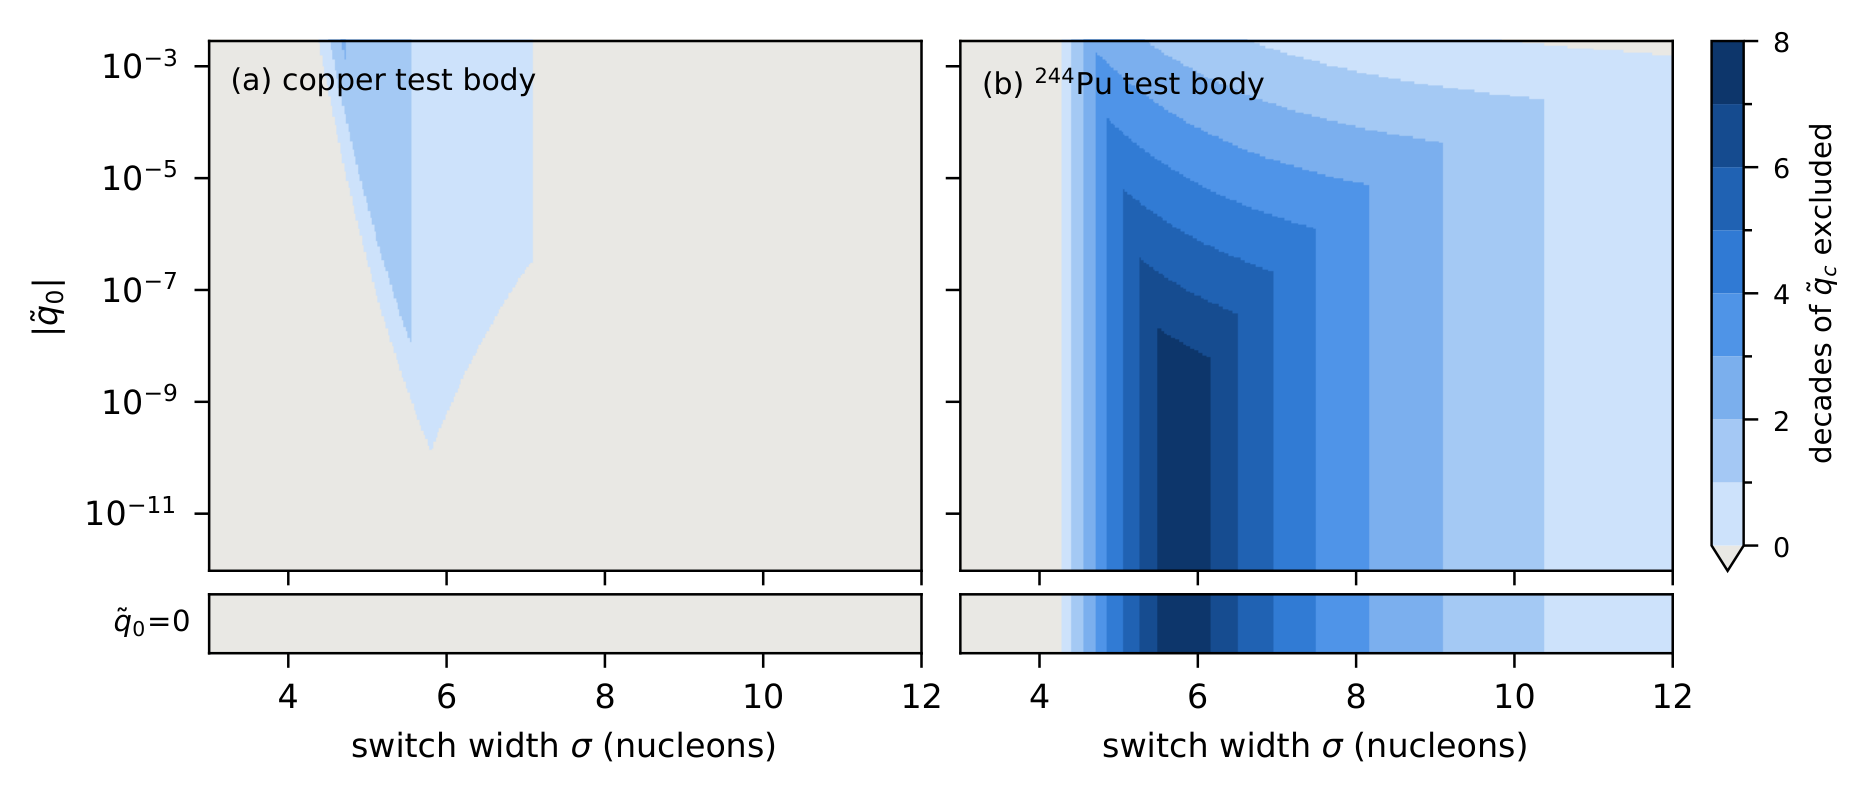 (a) copper test body
(b) ²⁴⁴Pu test body
|q̃₀|
10⁻³
10⁻⁵
10⁻⁷
10⁻⁹
10⁻¹¹
q̃₀=0
4 6 8 10 12
4 6 8 10 12
switch width σ (nucleons)
switch width σ (nucleons)
8
6
4
2
0
decades of q̃_c excluded